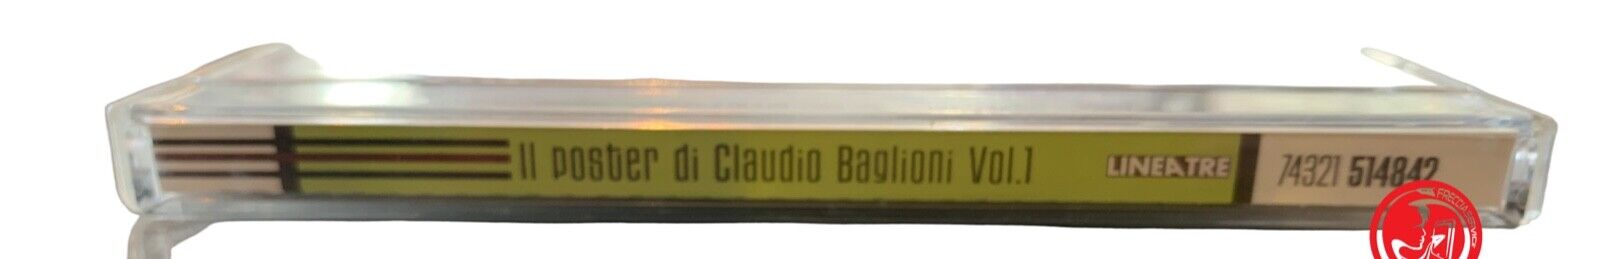 Il poster di Claudio Baglioni Vol.1
LINEATRE
74321 514842